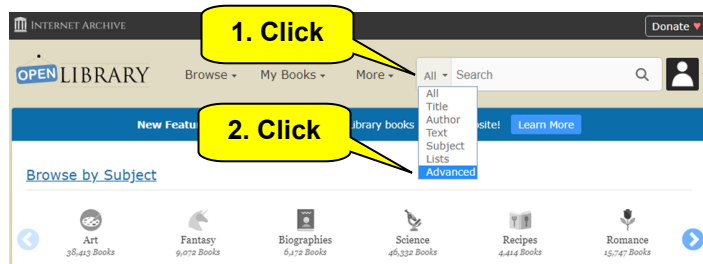 INTERNET ARCHIVE
Donate ♥
1. Click
OPEN LIBRARY
Browse
My Books
More
All
Search
All
Title
Author
Text
Subject
Lists
Advanced
New
library books
Learn More
2. Click
Browse by Subject
Art
38,413 Books
Fantasy
9,072 Books
Biographies
6,172 Books
Science
46,332 Books
Recipes
4,414 Books
Romance
15,747 Books